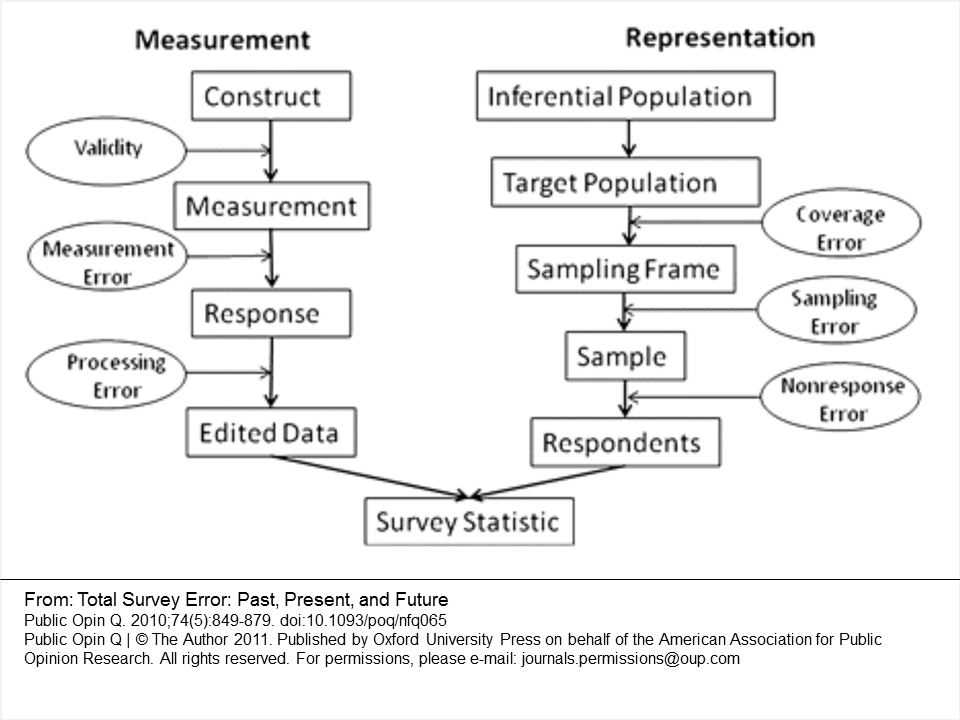 Measurement
Representation
Construct
Validity
Measurement
Measurement
Error
Response
Processing
Error
Edited Data
Inferential Population
Target Population
Coverage
Error
Sampling Frame
Sampling
Error
Sample
Nonresponse
Error
Respondents
Survey Statistic
From: Total Survey Error: Past, Present, and Future
Public Opin Q. 2010;74(5):849-879. doi:10.1093/poq/nfq065
Public Opin Q | © The Author 2011. Published by Oxford University Press on behalf of the American Association for Public
Opinion Research. All rights reserved. For permissions, please e-mail: journals.permissions@oup.com